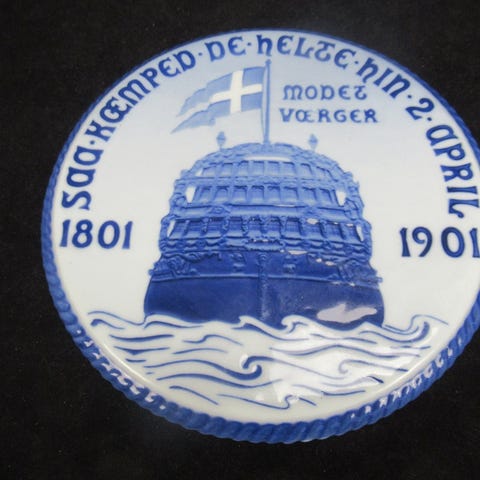 SAA·KÆMPED·DE·HELTE·HIN·2·APRIL
MODET
VÆRGER
1801
1901